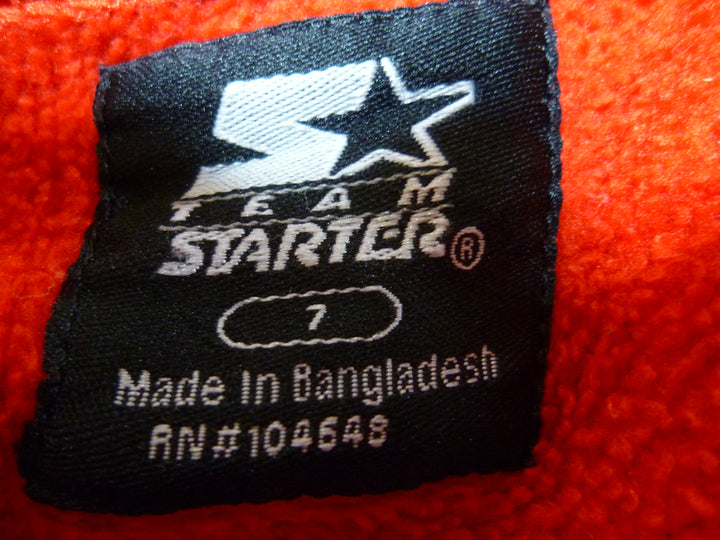 TEAM
STARTER®
7
Made In Bangladesh
RN#104648